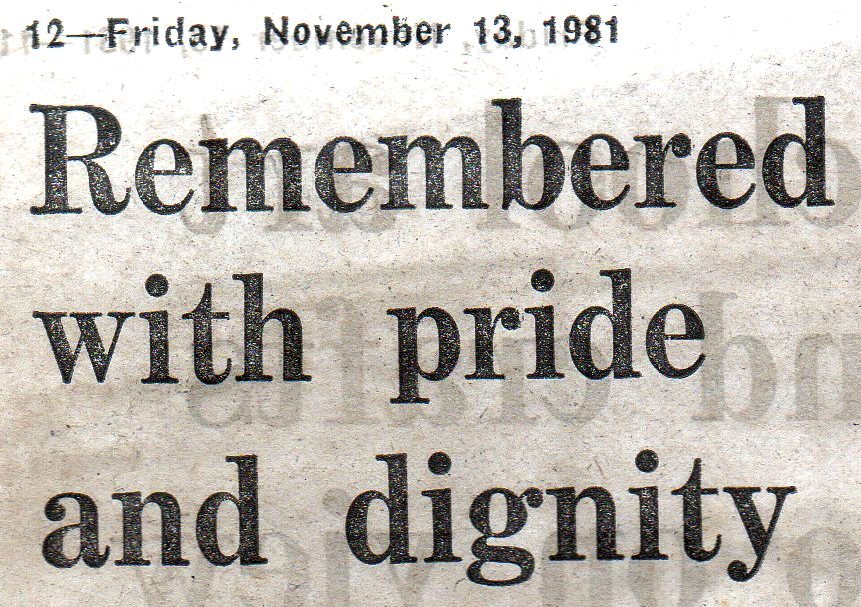 12—Friday, November 13, 1981
Remembered
with pride
and dignity